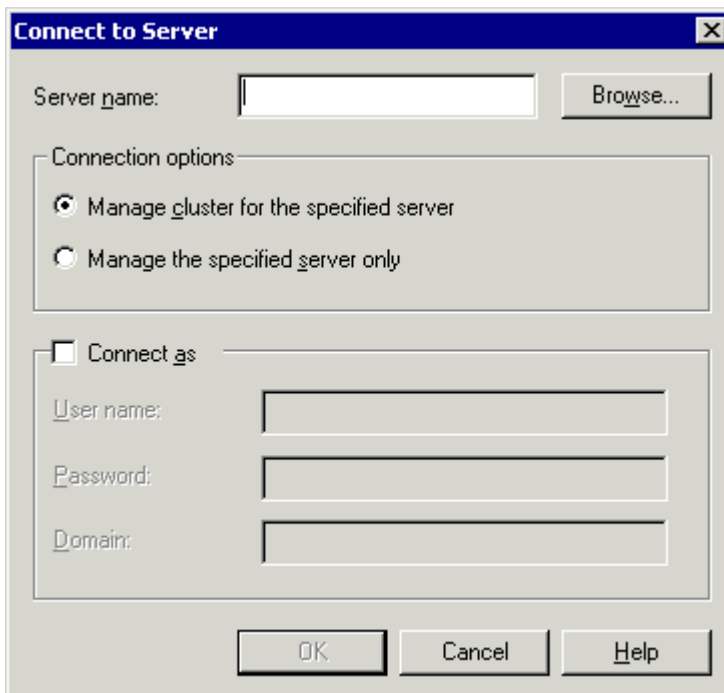 Connect to Server
Server name:
Browse...
Connection options
Manage cluster for the specified server
Manage the specified server only
Connect as
User name:
Password:
Domain:
OK
Cancel
Help